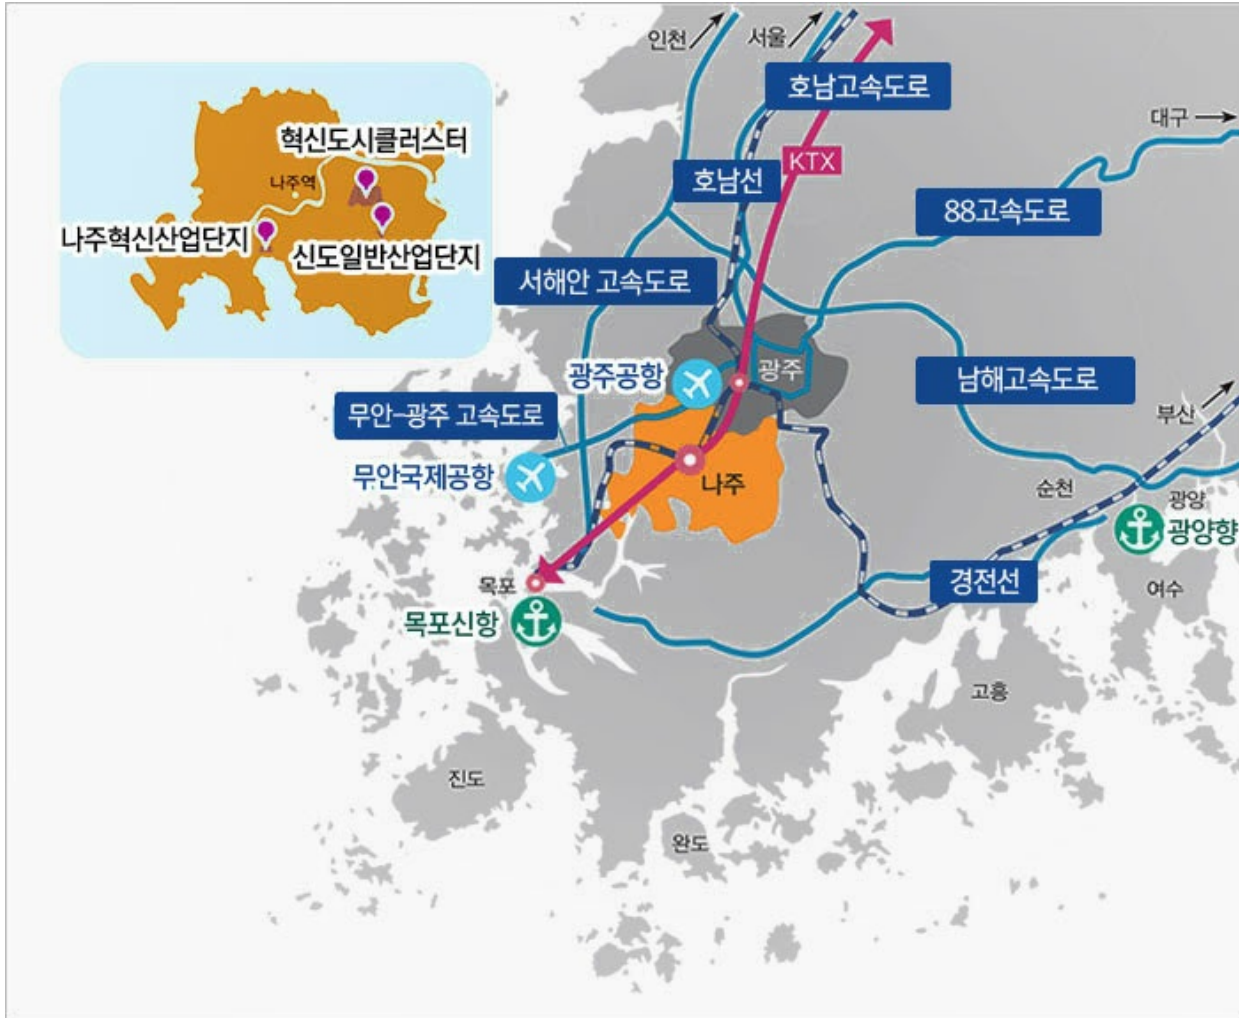 인천
서울
호남고속도로
대구
혁신도시클러스터
KTX
나주역
호남선
88고속도로
나주혁신산업단지
신도일반산업단지
서해안 고속도로
광주공항
광주
남해고속도로
무안-광주 고속도로
부산
무안국제공항
나주
순천
광양
광양항
목포
경전선
여수
목포신항
고흥
진도
완도